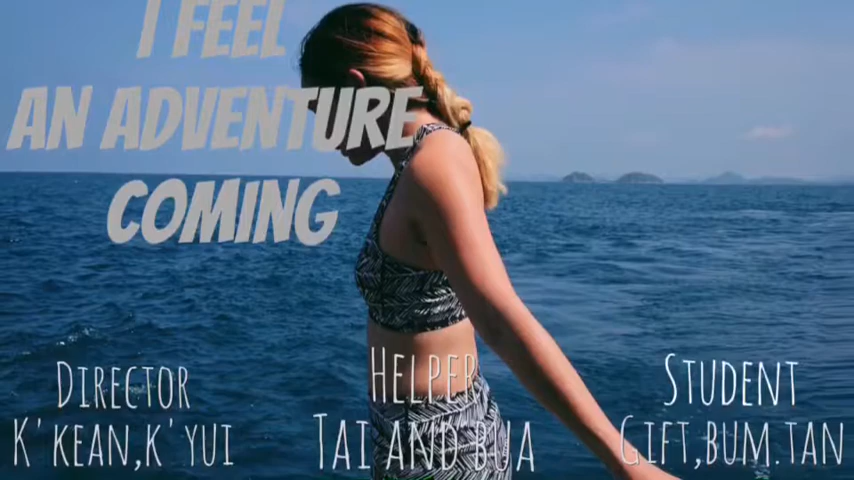 I FEEL
AN ADVENTURE
COMING
DIRECTOR
K'KEAN,K'YUI
HELPER
TAI AND BUA
STUDENT
GIFT,BUM.TAN